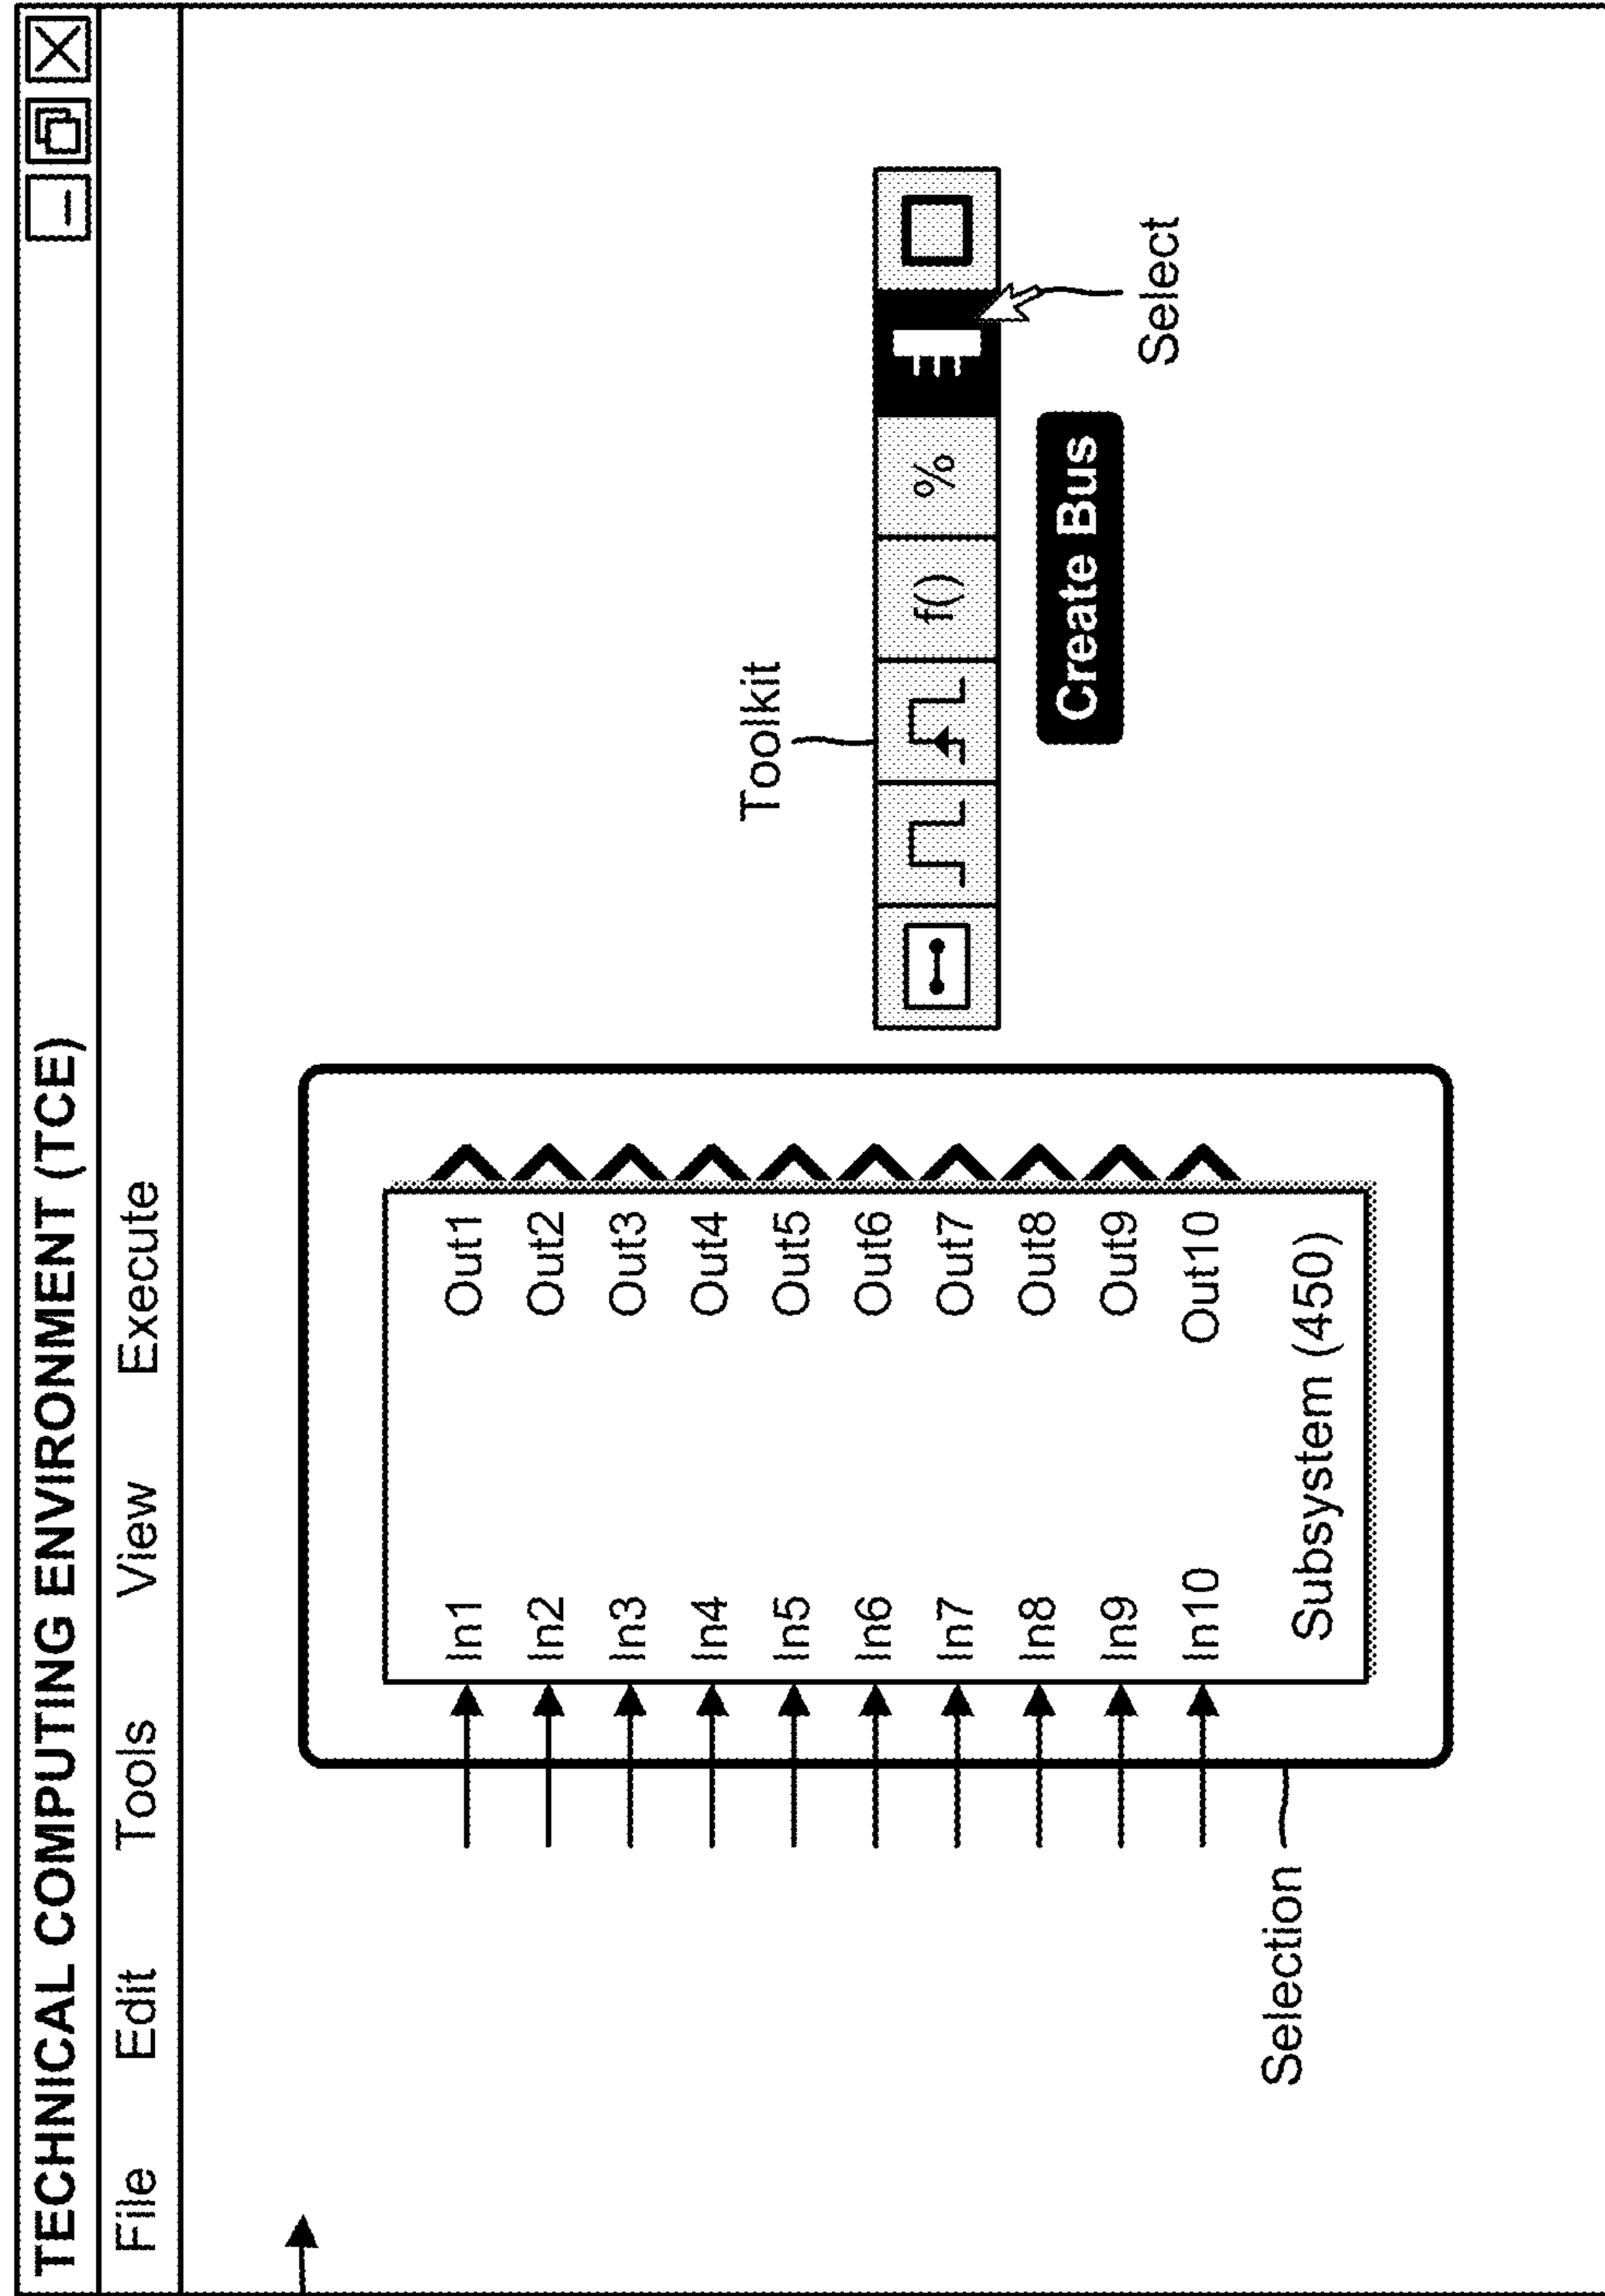 TECHNICAL COMPUTING ENVIRONMENT (TCE)
File Edit Tools View Execute
In1 Out1
In2 Out2
In3 Out3
In4 Out4
In5 Out5
In6 Out6
In7 Out7
In8 Out8
In9 Out9
In10 Out10
Subsystem (450)
Selection
Toolkit
f() %
Create Bus
Select